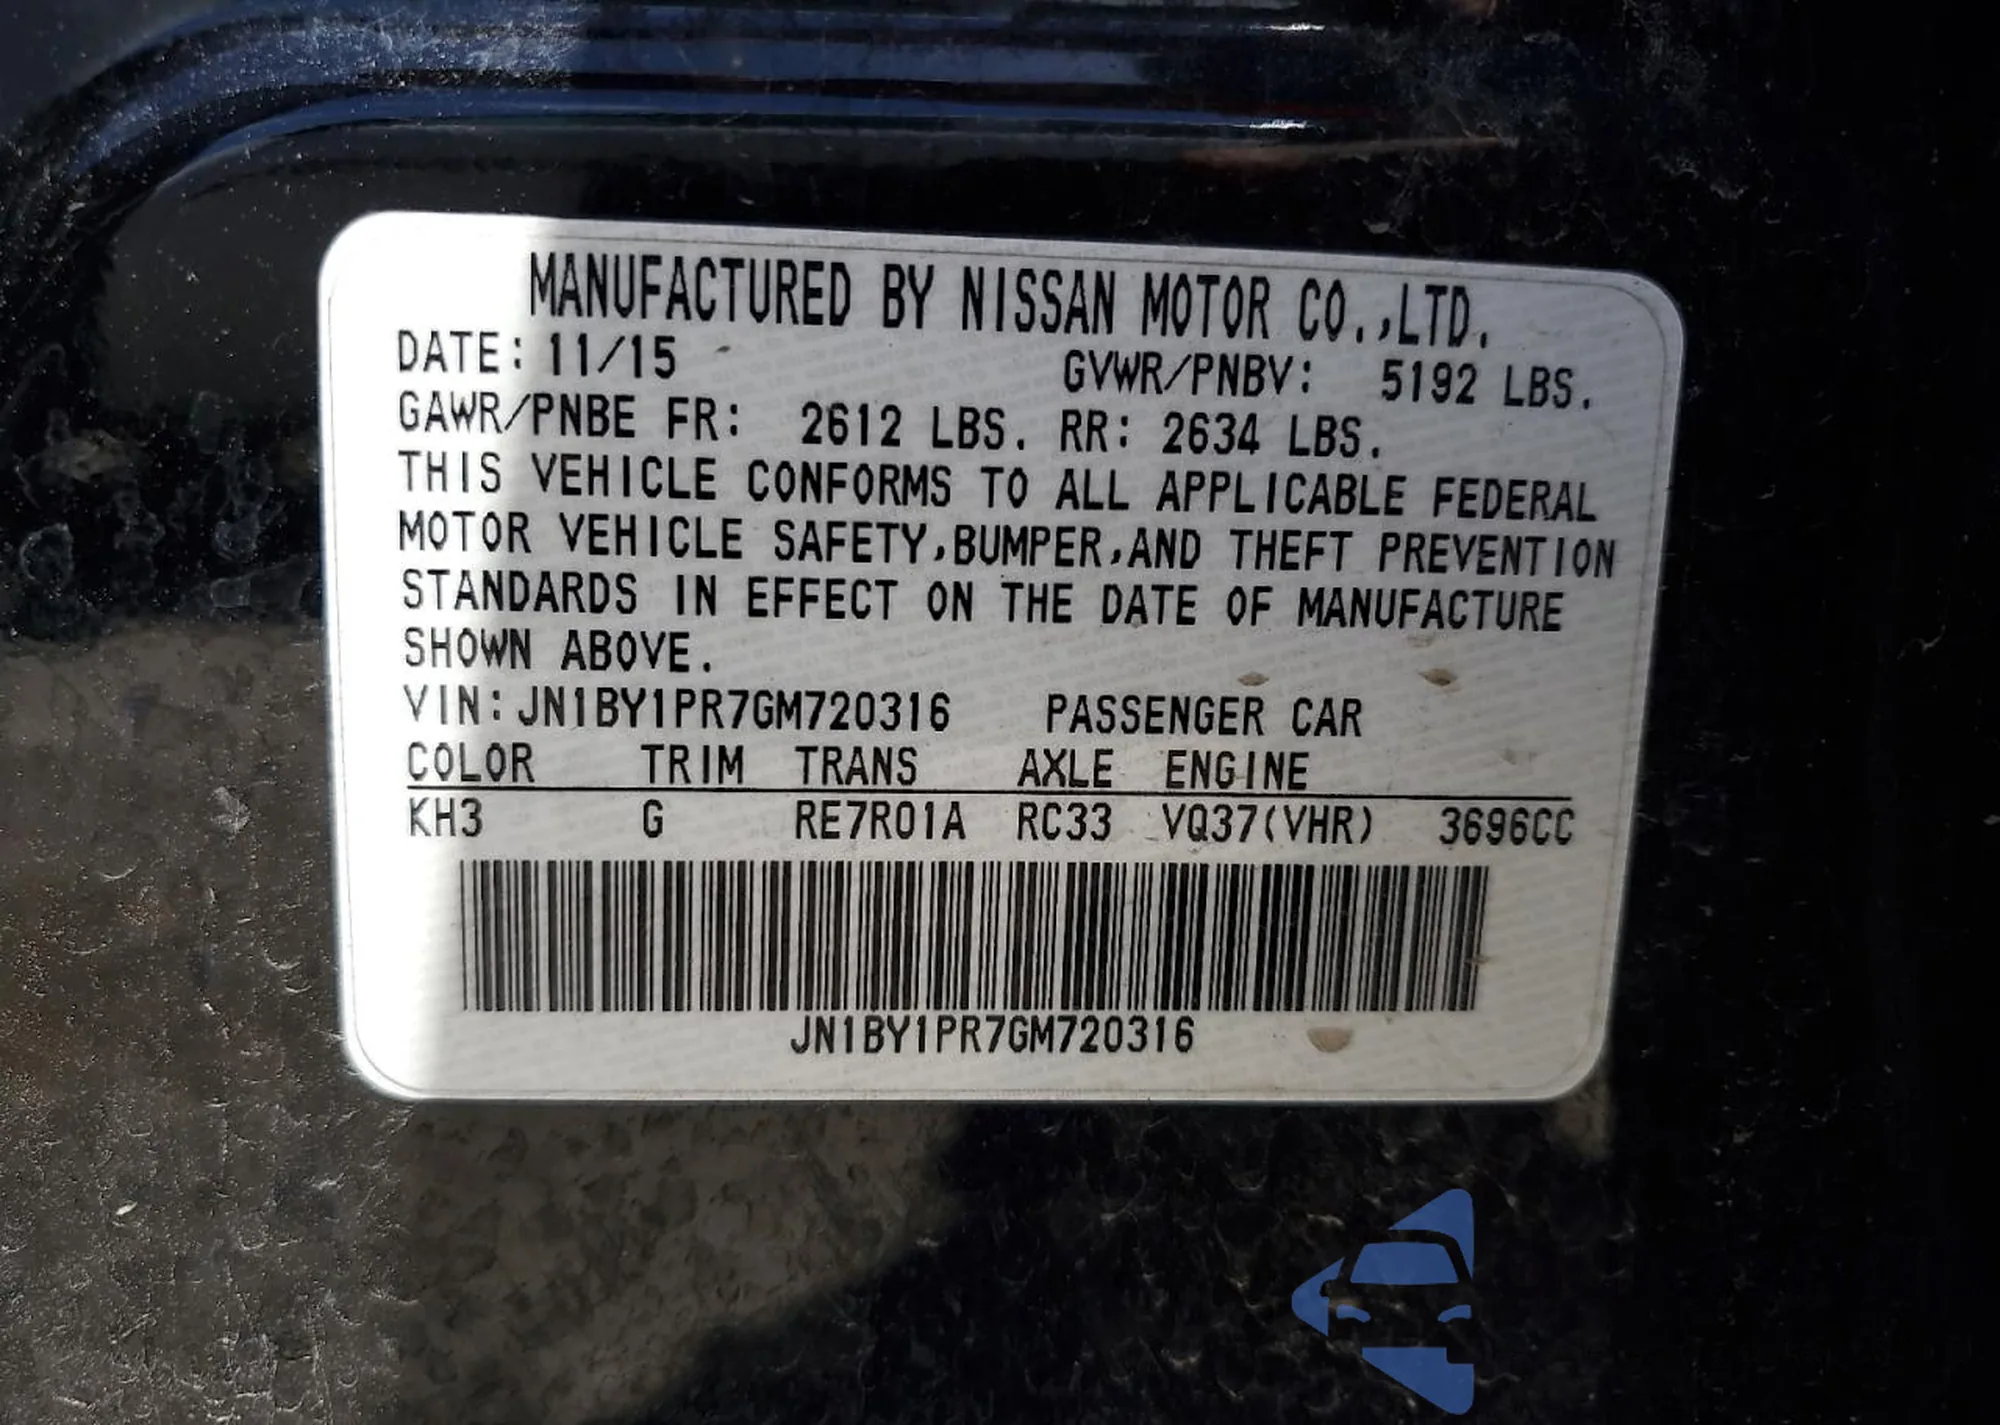 MANUFACTURED BY NISSAN MOTOR CO.,LTD.
DATE: 11/15 GVWR/PNBV: 5192 LBS.
GAWR/PNBE FR: 2612 LBS. RR: 2634 LBS.
THIS VEHICLE CONFORMS TO ALL APPLICABLE FEDERAL
MOTOR VEHICLE SAFETY,BUMPER,AND THEFT PREVENTION
STANDARDS IN EFFECT ON THE DATE OF MANUFACTURE
SHOWN ABOVE.
VIN:JN1BY1PR7GM720316 PASSENGER CAR
COLOR TRIM TRANS AXLE ENGINE
KH3 G RE7R01A RC33 VQ37(VHR) 3696CC
JN1BY1PR7GM720316